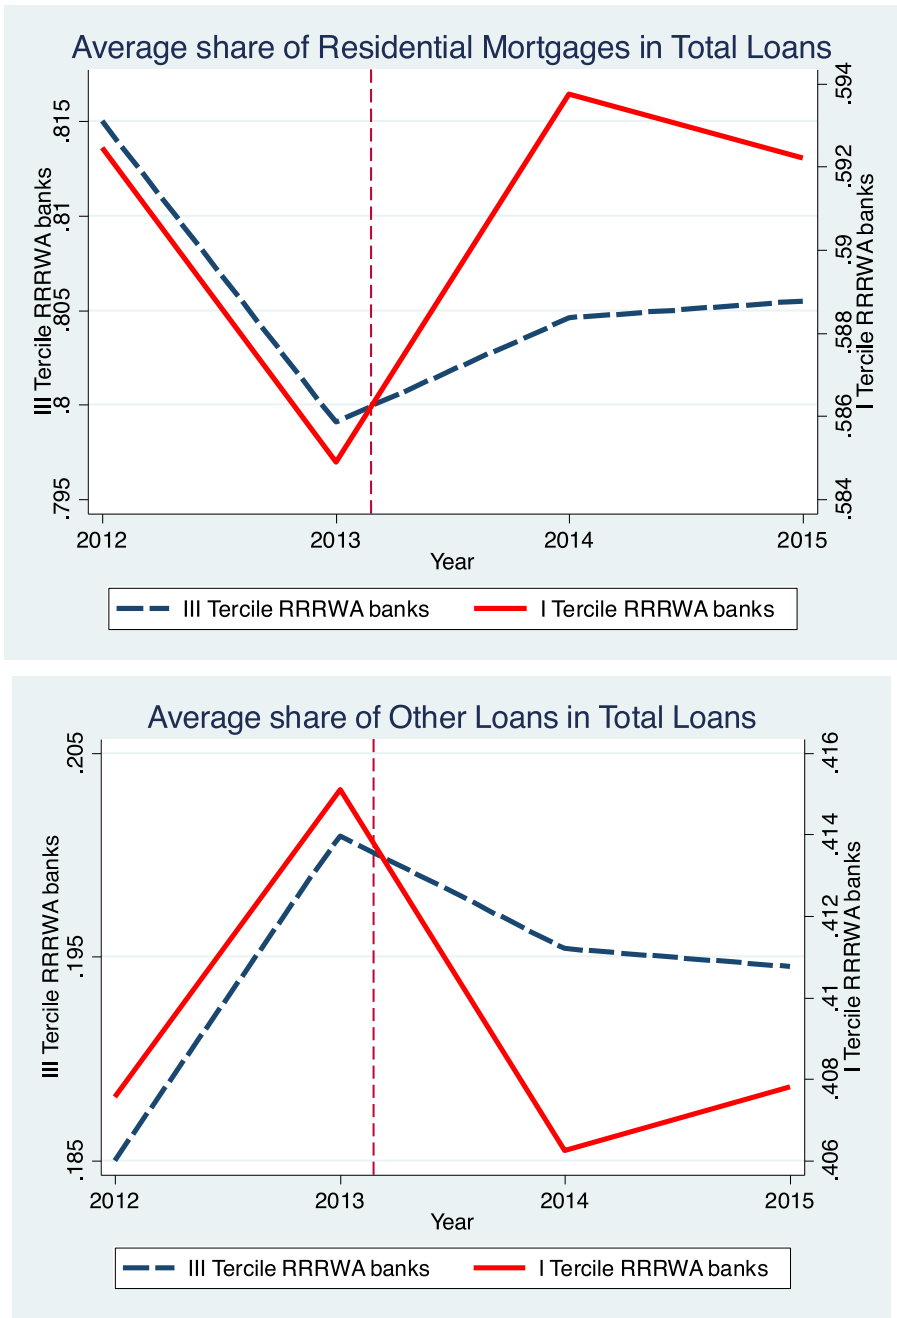 Average share of Residential Mortgages in Total Loans
III Tercile RRRWA banks
.815
.81
.805
.8
.795
.594
.592
.59
.588
.586
.584
I Tercile RRRWA banks
2012 2013 2014 2015
Year
III Tercile RRRWA banks I Tercile RRRWA banks
Average share of Other Loans in Total Loans
III Tercile RRRWA banks
.205
.195
.185
.416
.414
.412
.41
.408
.406
I Tercile RRRWA banks
2012 2013 2014 2015
Year
III Tercile RRRWA banks I Tercile RRRWA banks